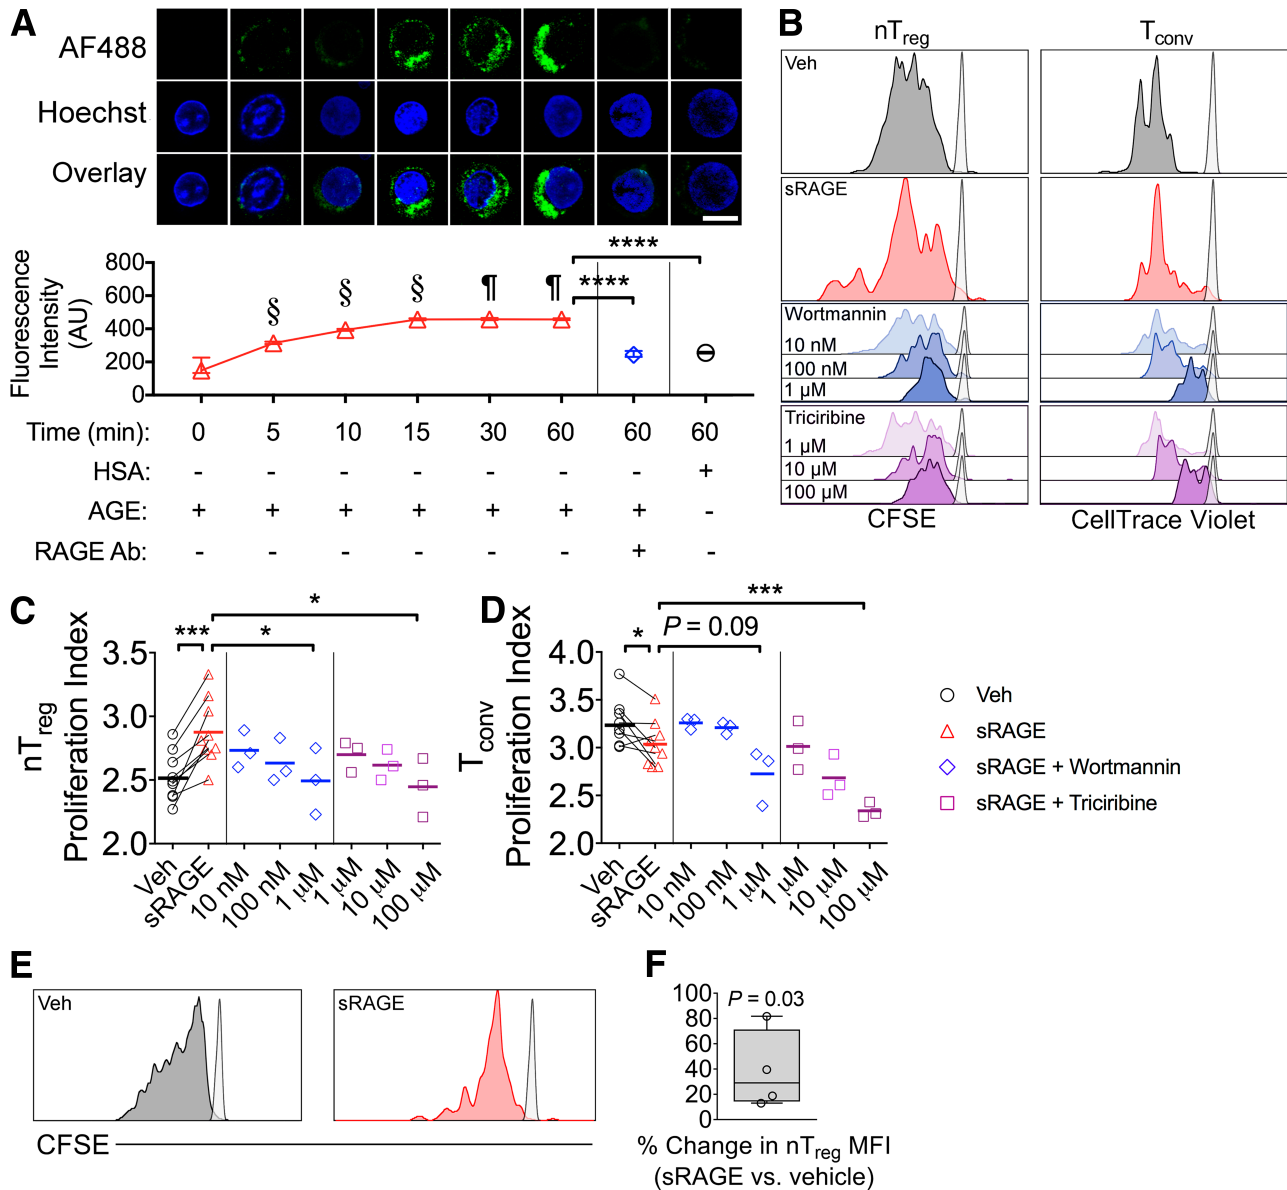 A
AF488
Hoechst
Overlay
Fluorescence
Intensity
(AU)
800
600
400
200
0
§
§
§
¶
¶
****
****
Time (min): 0 5 10 15 30 60 60 60
HSA: - - - - - - - +
AGE: + + + + + + + -
RAGE Ab: - - - - - - + -
B
nTreg
Tconv
Veh
sRAGE
Wortmannin
10 nM
100 nM
1 µM
Triciribine
1 µM
10 µM
100 µM
CFSE
CellTrace Violet
C
nTreg
Proliferation Index
3.5
3.0
2.5
2.0
***
*
*
Veh
sRAGE
10 nM
100 nM
1 µM
1 µM
10 µM
100 µM
D
Tconv
Proliferation Index
4.0
3.5
3.0
2.5
2.0
*
P = 0.09
***
Veh
sRAGE
10 nM
100 nM
1 µM
1 µM
10 µM
100 µM
Veh
sRAGE
sRAGE + Wortmannin
sRAGE + Triciribine
E
Veh
sRAGE
CFSE
F
100
80
60
40
20
0
P = 0.03
% Change in nTreg MFI
(sRAGE vs. vehicle)